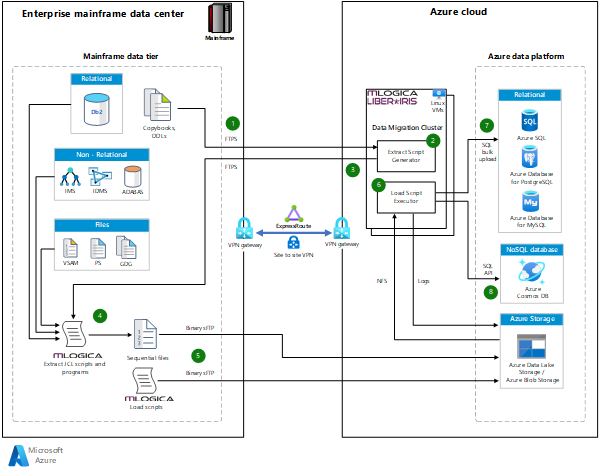 Enterprise mainframe data center
Mainframe
Azure cloud
Mainframe data tier
Relational
Db2
Copybooks,
DDLs
Non - Relational
IMS
IDMS
ADABAS
Files
VSAM
PS
GDG
4
mLOGICA
Extract JCL scripts and
programs
Sequential files
5
mLOGICA
Load scripts
1
FTPS
FTPS
3
Binary sFTP
Binary sFTP
VPN gateway
ExpressRoute
Site to site VPN
VPN gateway
mLOGICA
LIBER*IRIS
Linux
VMs
Data Migration Cluster
2
Extract Script
Generator
6
Load Script
Executor
NFS
Logs
7
SQL
bulk
upload
SQL
API
8
Azure data platform
Relational
SQL
Azure SQL
Azure Database
for PostgreSQL
My
Azure Database
for MySQL
NoSQL database
Azure
Cosmos DB
Azure Storage
Azure Data Lake
Storage /
Azure Blob Storage
Microsoft
Azure